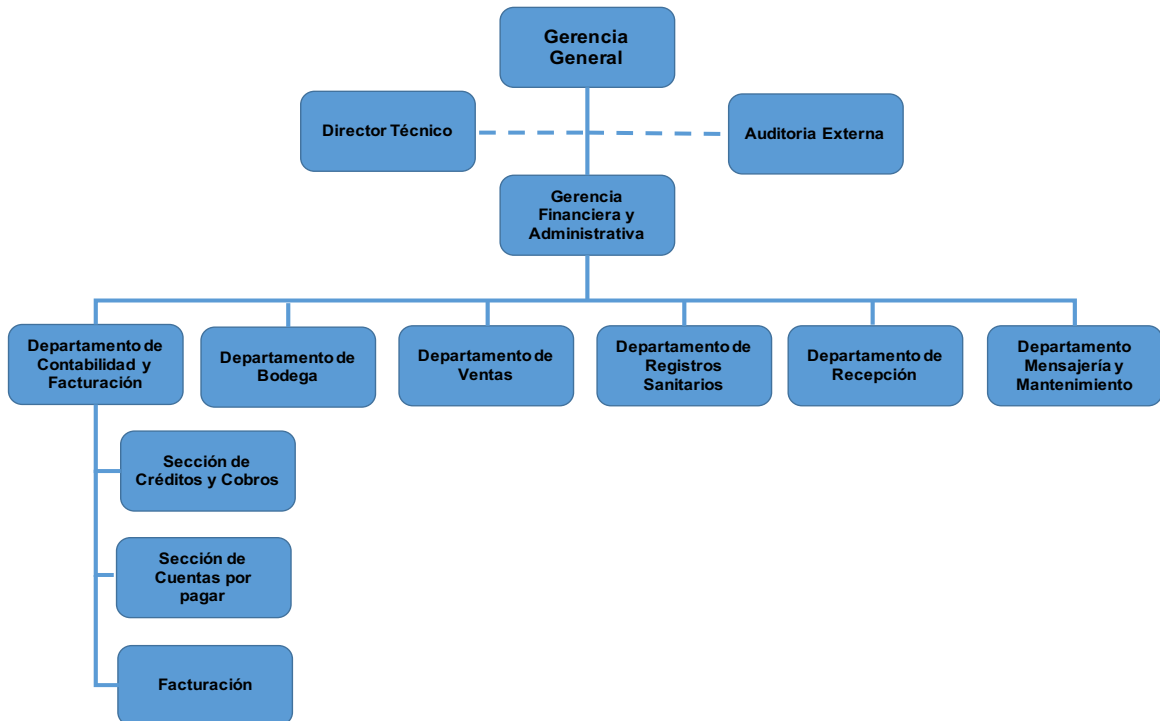 Gerencia
General
Director Técnico
Auditoria Externa
Gerencia
Financiera y
Administrativa
Departamento de
Contabilidad y
Facturación
Departamento de
Bodega
Departamento de
Ventas
Departamento de
Registros
Sanitarios
Departamento de
Recepción
Departamento
Mensajería y
Mantenimiento
Sección de
Créditos y Cobros
Sección de
Cuentas por
pagar
Facturación